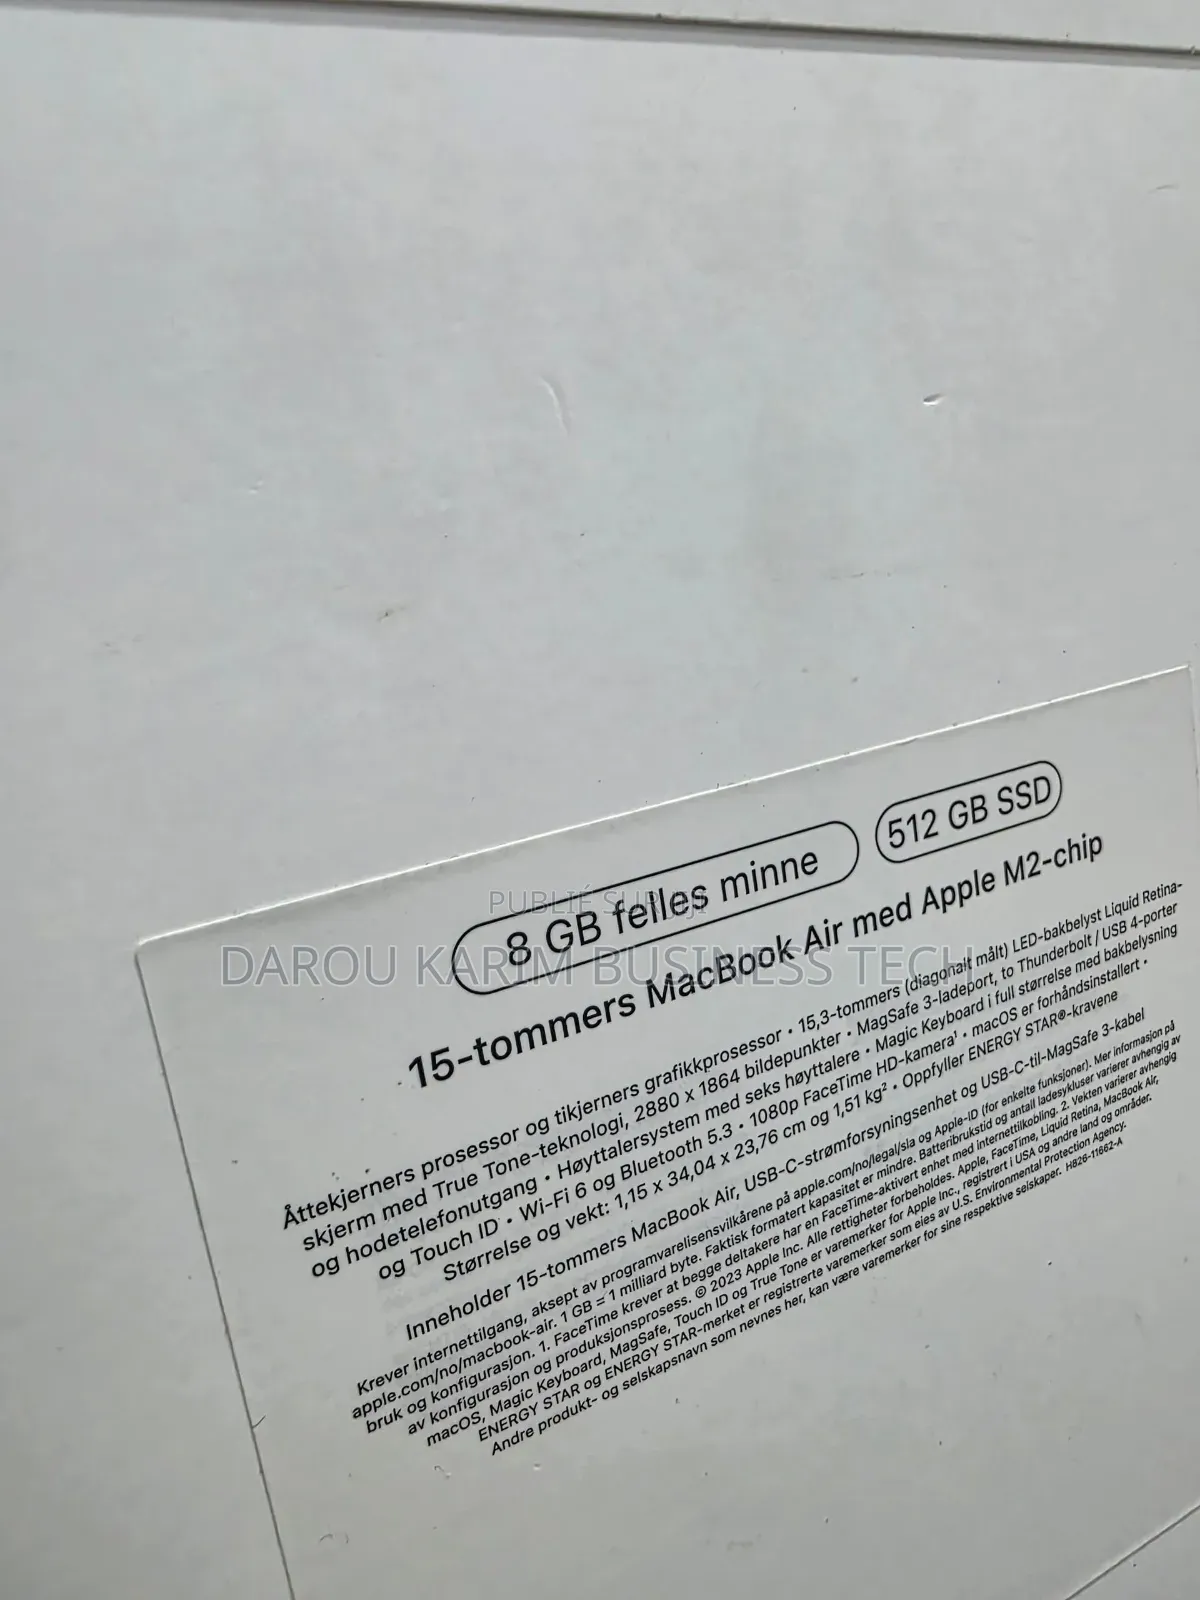 8 GB felles minne
512 GB SSD
15-tommers MacBook Air med Apple M2-chip
Åttekjerners prosessor og tikjerners grafikkprosessor • 15,3-tommers (diagonalt målt) LED-bakbelyst Liquid Retina-
skjerm med True Tone-teknologi, 2880 x 1864 bildepunkter • MagSafe 3-ladeport, to Thunderbolt / USB 4-porter
og hodetelefonutgang • Høyttalersystem med seks høyttalere • Magic Keyboard i full størrelse med bakbelysning
og Touch ID • Wi-Fi 6 og Bluetooth 5.3 • 1080p FaceTime HD-kamera¹ • macOS er forhåndsinstallert •
Størrelse og vekt: 1,15 x 34,04 x 23,76 cm og 1,51 kg² • Oppfyller ENERGY STAR®-kravene
Inneholder 15-tommers MacBook Air, USB-C-strømforsyningsenhet og USB-C-til-MagSafe 3-kabel
Krever internettilgang, aksept av programvarelisensvilkårene på apple.com/no/legal/sla og Apple-ID (for enkelte funksjoner). Mer informasjon på
apple.com/no/macbook-air. 1 GB = 1 milliard byte. Faktisk formatert kapasitet er mindre. Batteribrukstid og antall ladesykluser varierer avhengig av
bruk og konfigurasjon. 1. FaceTime krever at begge deltakere har en FaceTime-aktivert enhet med internettilkobling. 2. Vekten varierer avhengig
av konfigurasjon og produksjonsprosess. © 2023 Apple Inc. Alle rettigheter forbeholdes. Apple, FaceTime, Liquid Retina, MacBook Air,
macOS, Magic Keyboard, MagSafe, Touch ID og True Tone er varemerker for Apple Inc., registrert i USA og andre land og områder.
ENERGY STAR og ENERGY STAR-merket er registrerte varemerker som eies av U.S. Environmental Protection Agency.
Andre produkt- og selskapsnavn som nevnes her, kan være varemerker for sine respektive selskaper. H826-11662-A
PUBLIÉ SUR JIJI
DAROU KARIM BUSINESS TECH